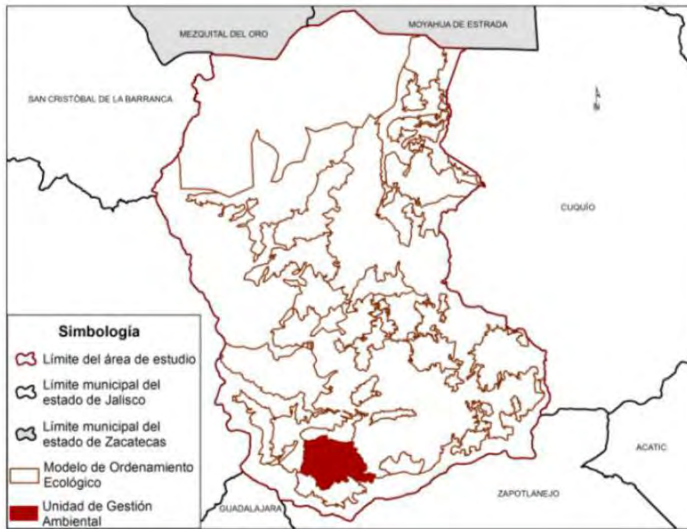 MEZQUITAL DEL ORO
MOYAHUA DE ESTRADA
SAN CRISTÓBAL DE LA BARRANCA
N
CUQUÍO
Simbología
Límite del área de estudio
Límite municipal del
estado de Jalisco
Límite municipal del
estado de Zacatecas
Modelo de Ordenamiento
Ecológico
Unidad de Gestión
Ambiental
GUADALAJARA
ZAPOTLANEJO
ACATIC